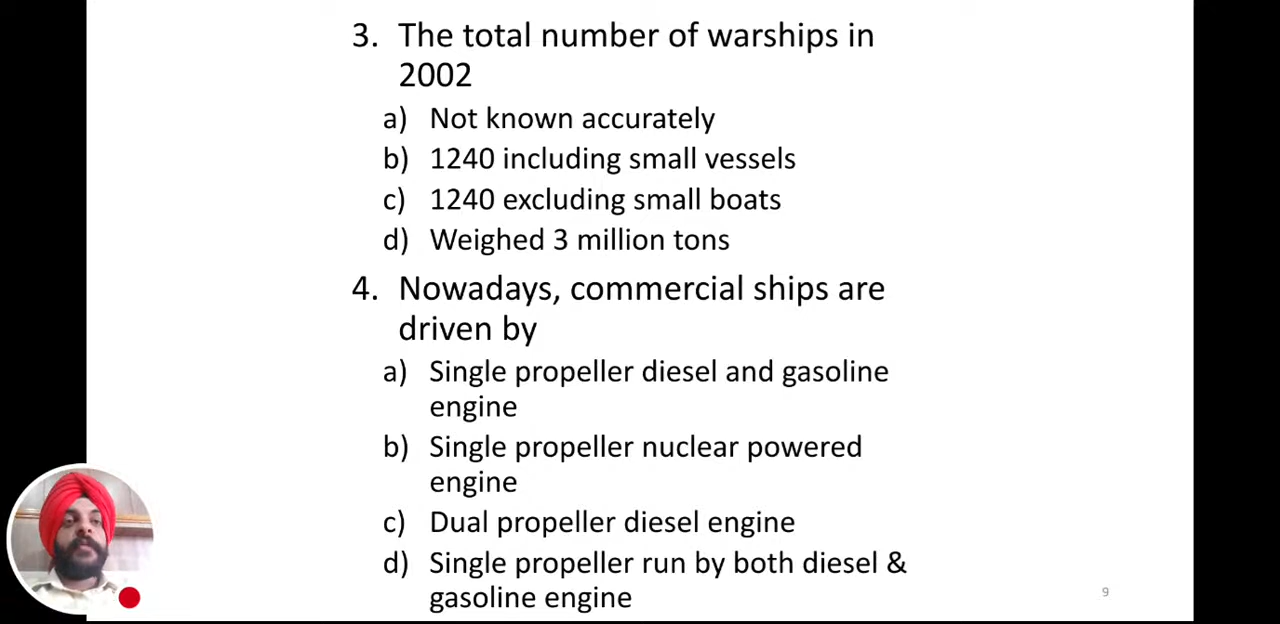 3. The total number of warships in
2002
a) Not known accurately
b) 1240 including small vessels
c) 1240 excluding small boats
d) Weighed 3 million tons
4. Nowadays, commercial ships are
driven by
a) Single propeller diesel and gasoline
engine
b) Single propeller nuclear powered
engine
c) Dual propeller diesel engine
d) Single propeller run by both diesel &
gasoline engine
9